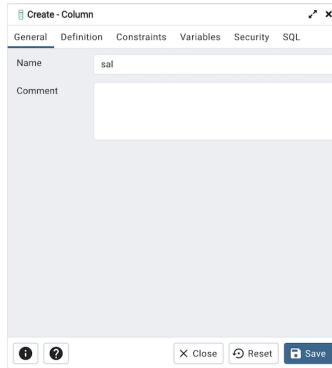 Create - Column
General Definition Constraints Variables Security SQL
Name
sal
Comment
Close Reset Save